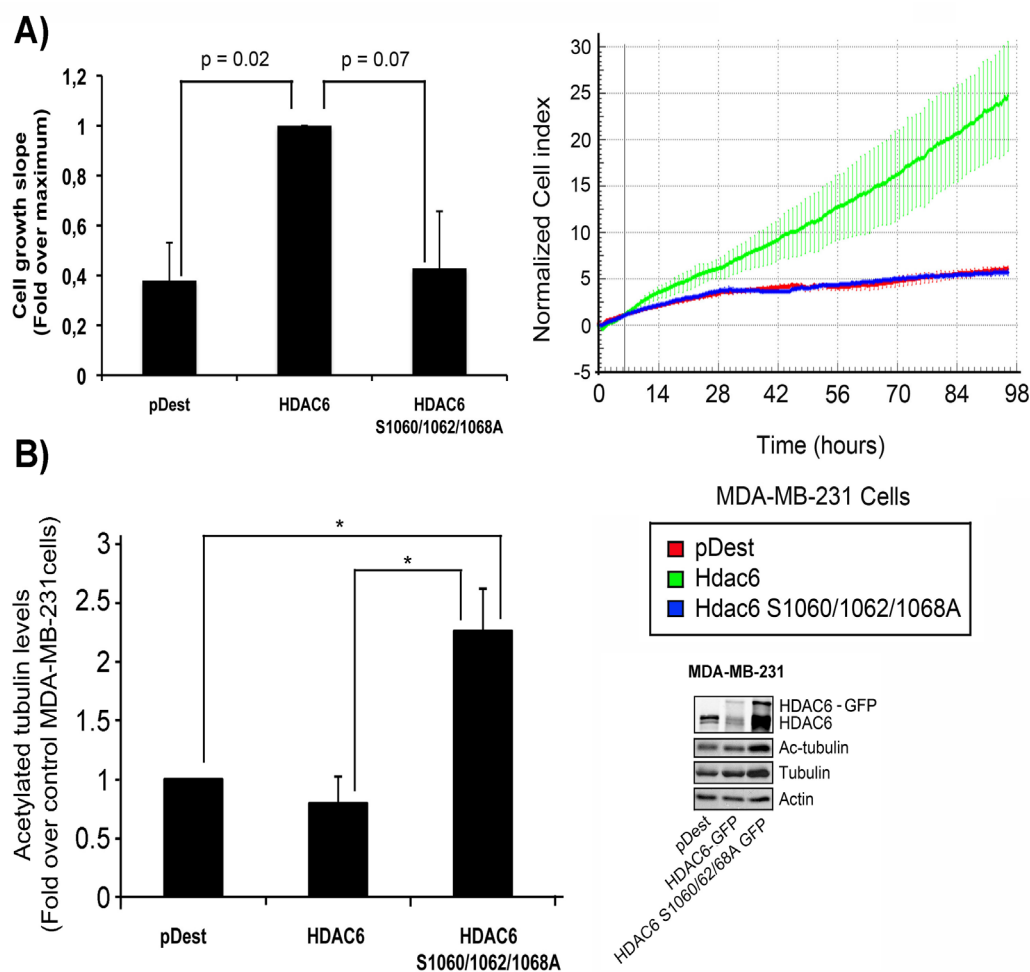 A)
p = 0.02
p = 0.07
Cell growth slope
(Fold over maximum)
1,2
1
0,8
0,6
0,4
0,2
0
pDest
HDAC6
HDAC6
S1060/1062/1068A
Normalized Cell index
30
25
20
15
10
5
0
-5
0 14 28 42 56 70 84 98
Time (hours)
B)
MDA-MB-231 Cells
pDest
Hdac6
Hdac6 S1060/1062/1068A
Acetylated tubulin levels
(Fold over control MDA-MB-231cells)
3
2.5
2
1.5
1
0.5
0
*
*
pDest
HDAC6
HDAC6
S1060/1062/1068A
MDA-MB-231
HDAC6 - GFP
HDAC6
Ac-tubulin
Tubulin
Actin
pDest
HDAC6-GFP
HDAC6 S1060/62/68A GFP